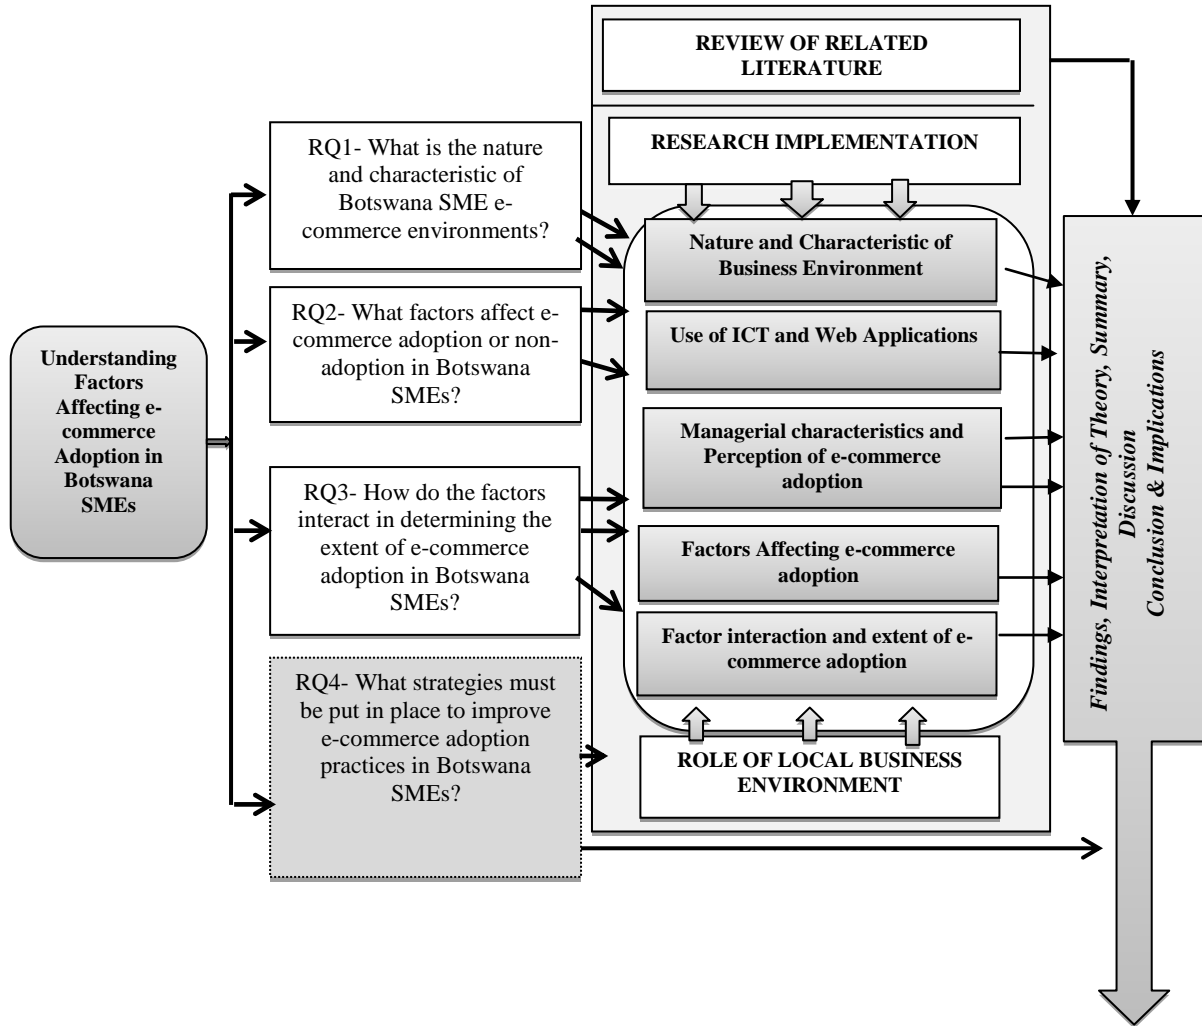 Understanding
Factors
Affecting e-
commerce
Adoption in
Botswana
SMEs
RQ1- What is the nature
and characteristic of
Botswana SME e-
commerce environments?
RQ2- What factors affect e-
commerce adoption or non-
adoption in Botswana
SMEs?
RQ3- How do the factors
interact in determining the
extent of e-commerce
adoption in Botswana
SMEs?
RQ4- What strategies must
be put in place to improve
e-commerce adoption
practices in Botswana
SMEs?
REVIEW OF RELATED
LITERATURE
RESEARCH IMPLEMENTATION
Nature and Characteristic of
Business Environment
Use of ICT and Web Applications
Managerial characteristics and
Perception of e-commerce
adoption
Factors Affecting e-commerce
adoption
Factor interaction and extent of e-
commerce adoption
ROLE OF LOCAL BUSINESS
ENVIRONMENT
Findings, Interpretation of Theory, Summary,
Discussion
Conclusion & Implications